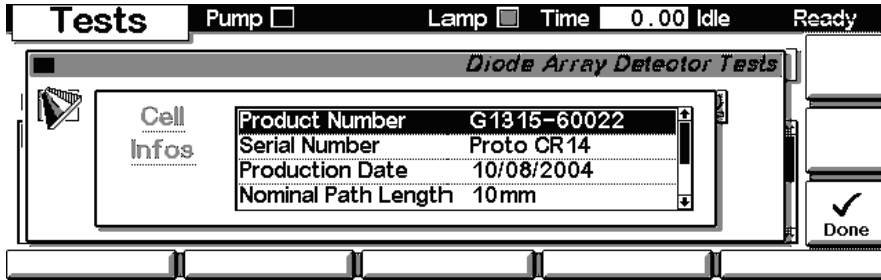 Tests Pump Lamp Time 0.00 Idle Ready
Diode Array Detector Tests
Cell Infos
Product Number G1315-60022
Serial Number Proto CR14
Production Date 10/08/2004
Nominal Path Length 10mm
Done